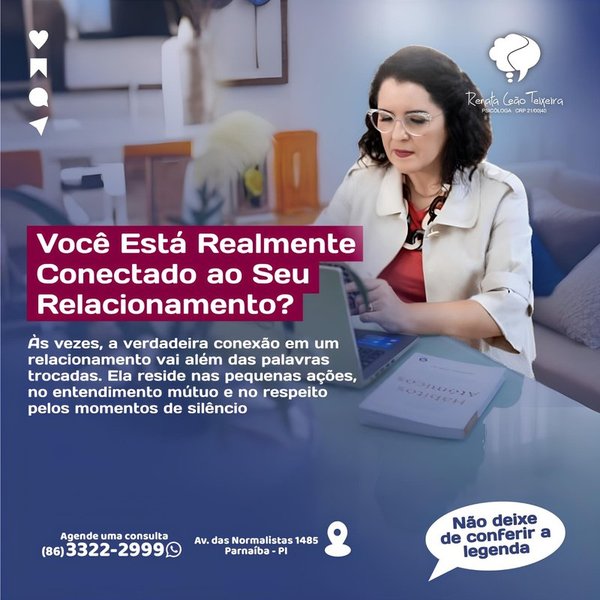 Renata Leão Teixeira
PSICÓLOGA CRP 21/00540
Você Está Realmente
Conectado ao Seu
Relacionamento?
Às vezes, a verdadeira conexão em um
relacionamento vai além das palavras
trocadas. Ela reside nas pequenas ações,
no entendimento mútuo e no respeito
pelos momentos de silêncio
Hábitos
Atômicos
Agende uma consulta
(86)3322-2999
Av. das Normalistas 1485
Parnaíba - PI
Não deixe
de conferir a
legenda